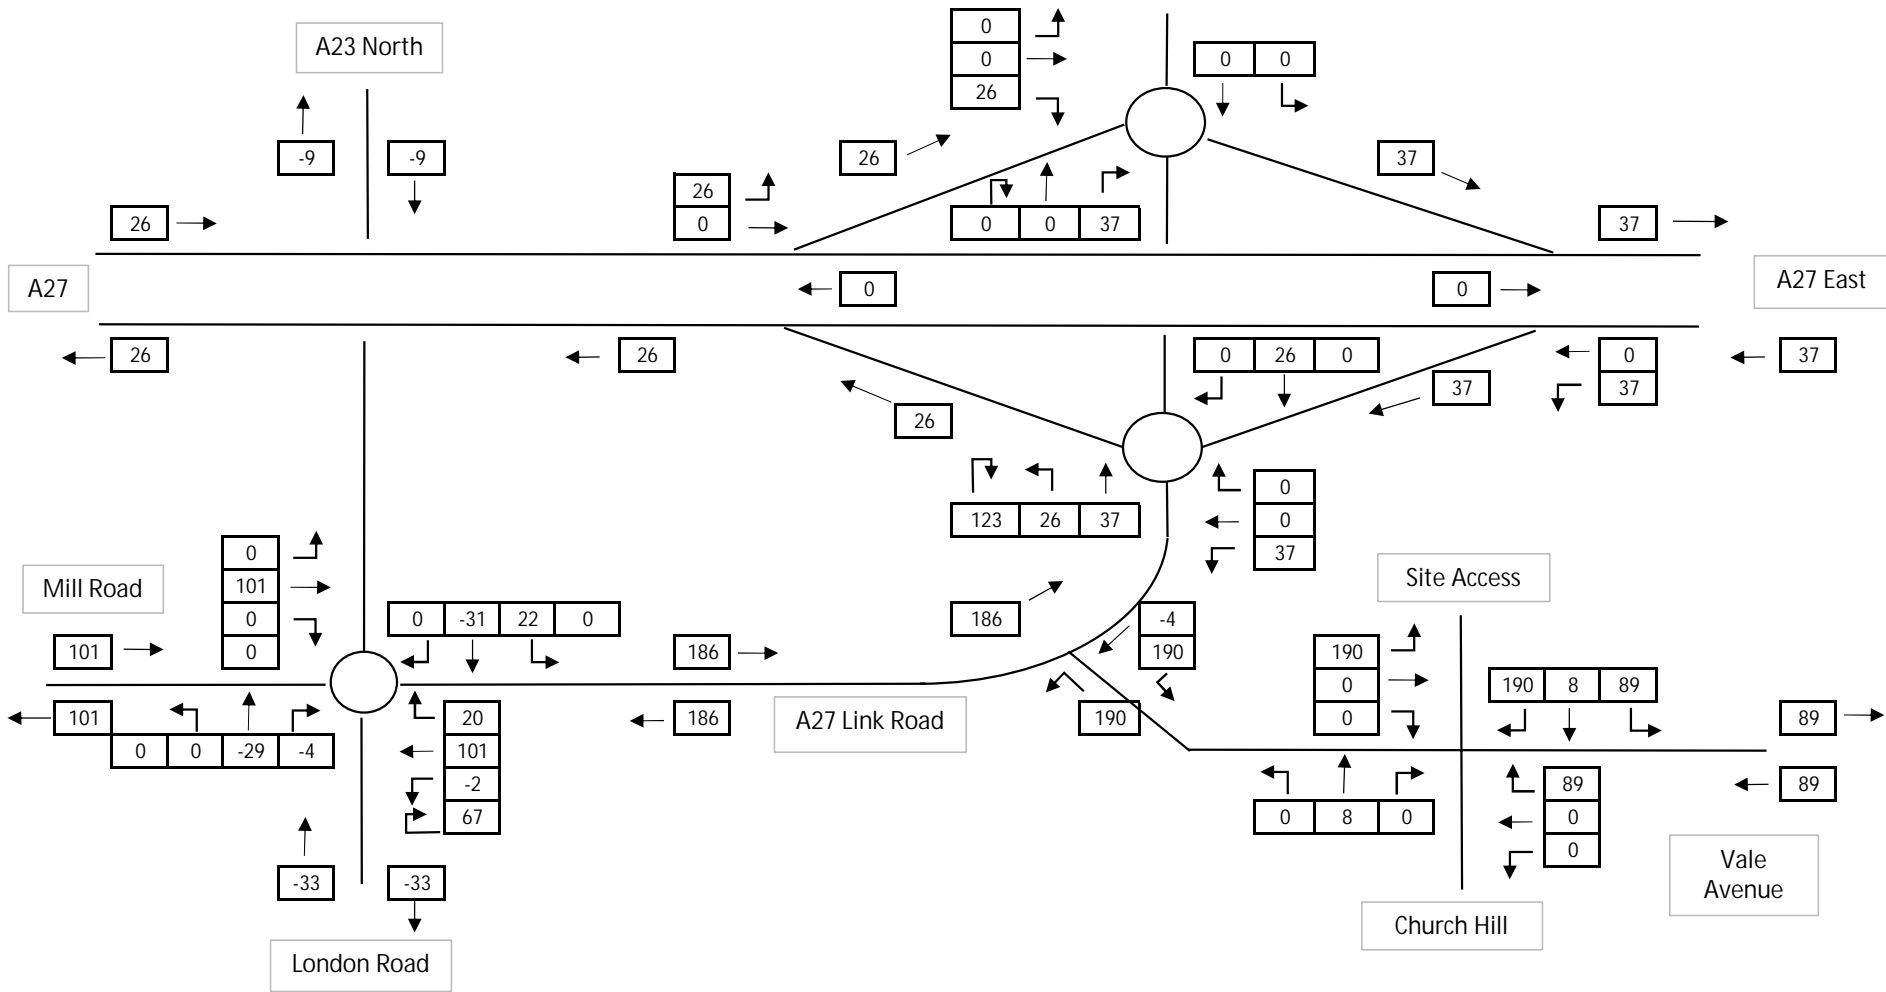 0
A23 North
0 0
0
26
-9 -9 26 37
26
26 0 0 0 37 37
A27 0 0 A27 East
26 26 0 26 0 0 37
37 37
26
0
123 26 37 0
37
0
Mill Road 101 Site Access
0 0 -31 22 0 186 -4
101 0 186 190 190
0 190 8 89
101 20 186 A27 Link Road 190 0 89
0 0 -29 -4 101
-2 89 89
67 0 8 0 0
0
-33 -33 Vale
Avenue
Church Hill
London Road